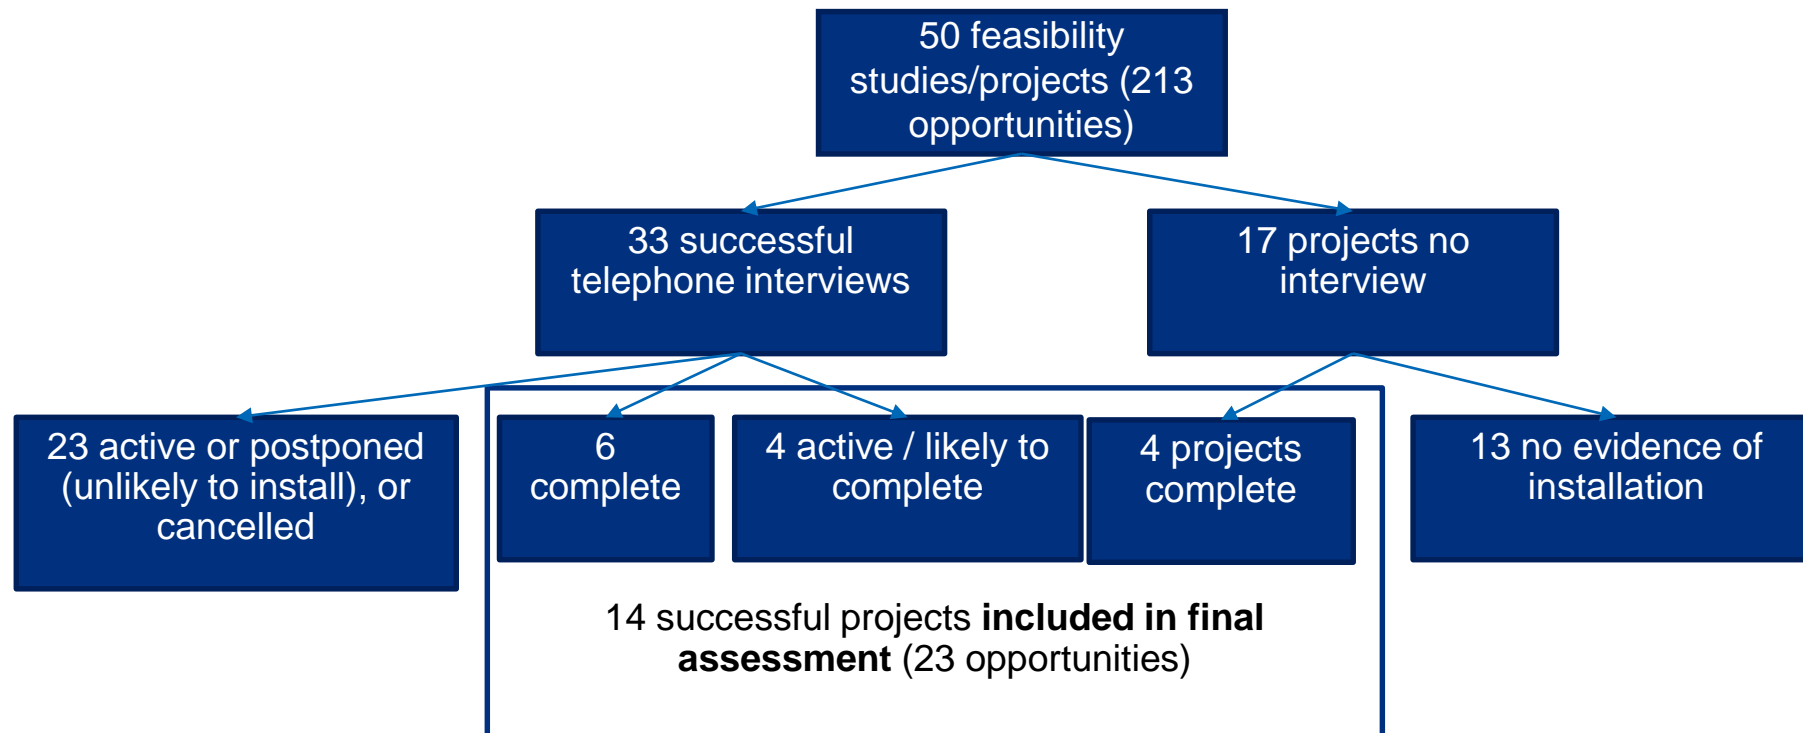 50 feasibility
studies/projects (213
opportunities)
33 successful
telephone interviews
17 projects no
interview
23 active or postponed
(unlikely to install), or
cancelled
6
complete
4 active / likely to
complete
4 projects
complete
13 no evidence of
installation
14 successful projects included in final
assessment (23 opportunities)